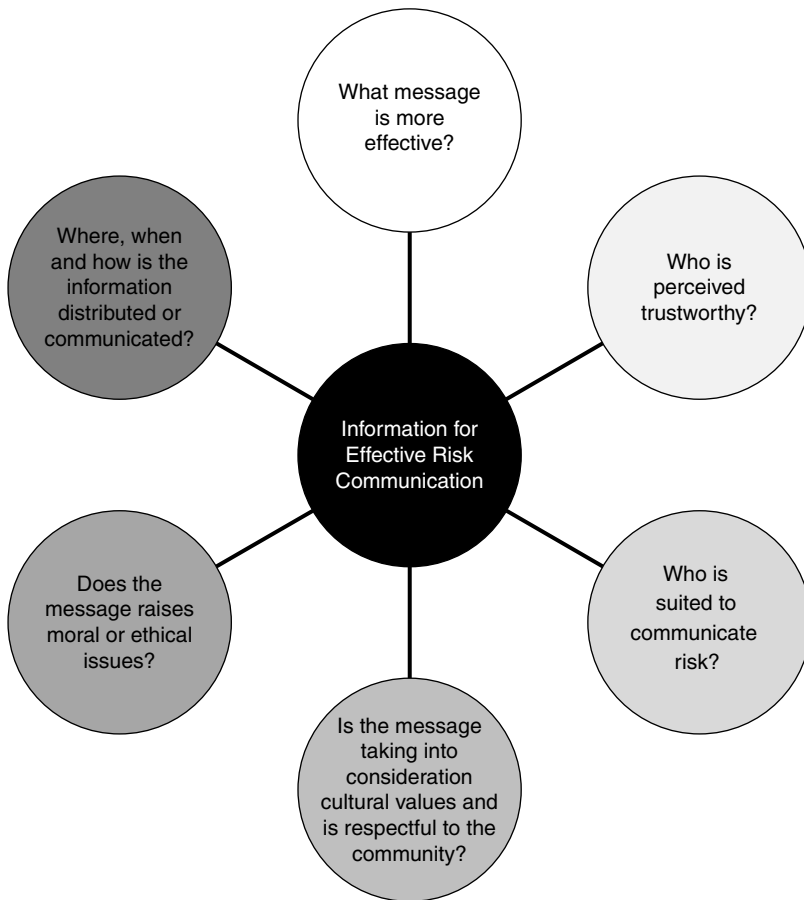 What message
is more
effective?
Who is
perceived
trustworthy?
Who is
suited to
communicate
risk?
Is the message
taking into
consideration
cultural values and
is respectful to the
community?
Does the
message raises
moral or ethical
issues?
Where, when
and how is the
information
distributed or
communicated?
Information for
Effective Risk
Communication